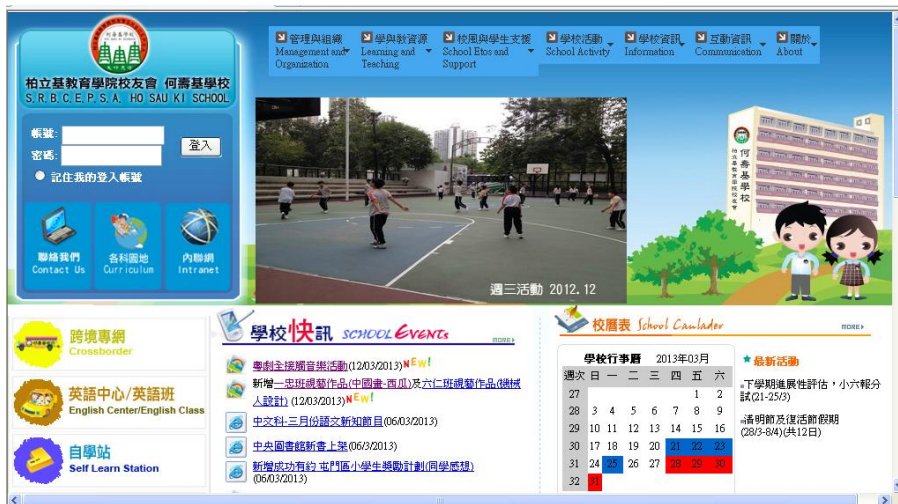 柏立基教育學院校友會 何壽基學校
S.R.B.C.E.P.S.A. HO SAU KI SCHOOL
管理與組織
Management and
Organization
學與教資源
Learning and
Teaching
校風與學生支援
School Etos and
Support
學校活動
School Activity
學校資訊
Information
互動資訊
Communication
關於
About
帳號:
密碼:
登入
記住我的登入帳號
聯絡我們
Contact Us
各科園地
Curriculum
內聯網
Intranet
週三活動 2012.12
何壽基學校
柏立基教育學院校友會
跨境專網
Crossborder
英語中心/英語班
English Center/English Class
自學站
Self Learn Station
學校快訊 SCHOOL EVENTS
MORE
粵劇全接觸音樂活動(12/03/2013)NEW!
新增一忠班視藝作品(中國畫-西瓜)及六仁班視藝作品(機械
人設計) (12/03/2013)NEW!
中文科-三月份語文新知節目(06/03/2013)
中央圖書館新書上架(06/3/2013)
新增成功有約 屯門區小學生獎勵計劃(同學感想)
(06/03/2013)
校曆表 School Caulader
MORE
學校行事曆 2013年03月
週次 日 一 二 三 四 五 六
27 1 2
28 3 4 5 6 7 8 9
29 10 11 12 13 14 15 16
30 17 18 19 20 21 22 23
31 24 25 26 27 28 29 30
32 31
最新活動
下學期進展性評估，小六報分
試(21-25/3)
清明節及復活節假期
(28/3-8/4)(共12日)